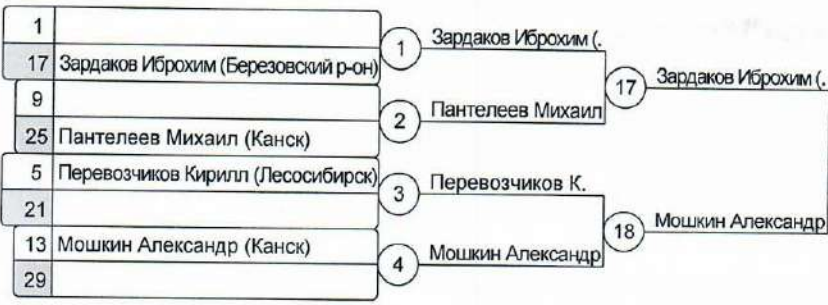 1
17 Зардаков Иброхим (Березовский р-он)
1
Зардаков Иброхим (.
9
25 Пантелеев Михаил (Канск)
2
Пантелеев Михаил
17
Зардаков Иброхим (.
5 Перевозчиков Кирилл (Лесосибирск)
21
3
Перевозчиков К.
13 Мошкин Александр (Канск)
29
4
Мошкин Александр
18
Мошкин Александр